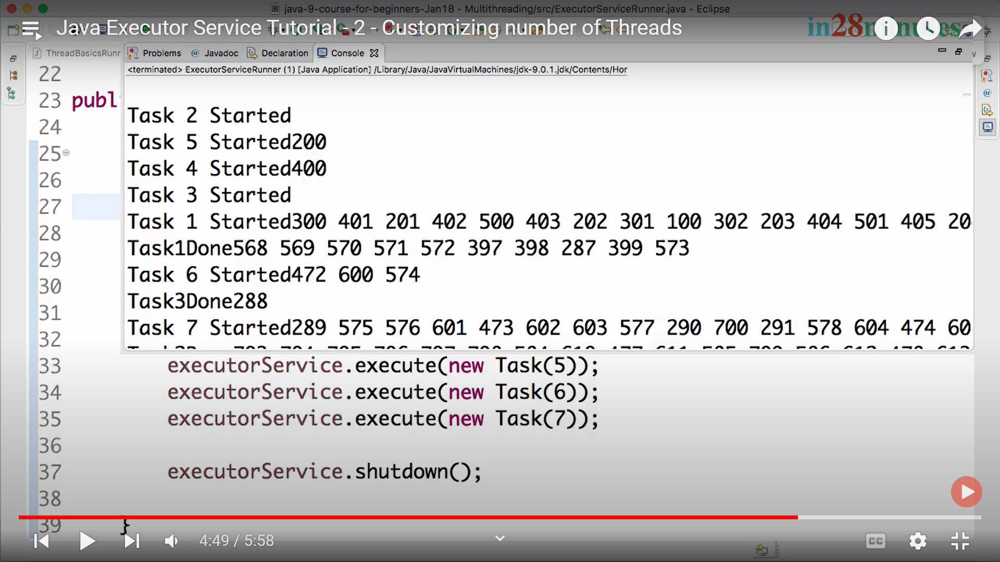 java-9-course-for-beginners-Jan18 - Multithreading/src/ExecutorServiceRunner.java - Eclipse
Java Executor Service Tutorial - 2 - Customizing number of Threads
in28minutes
ThreadBasicsRunr
Problems @ Javadoc Declaration Console
<terminated> ExecutorServiceRunner (1) [Java Application] /Library/Java/JavaVirtualMachines/jdk-9.0.1.jdk/Contents/Hor
22
23 publi
24
25
26
27
28
29
30
31
32
Task 2 Started
Task 5 Started200
Task 4 Started400
Task 3 Started
Task 1 Started300 401 201 402 500 403 202 301 100 302 203 404 501 405 20
Task1Done568 569 570 571 572 397 398 287 399 573
Task 6 Started472 600 574
Task3Done288
Task 7 Started289 575 576 601 473 602 603 577 290 700 291 578 604 474 60
33 executorService.execute(new Task(5));
34 executorService.execute(new Task(6));
35 executorService.execute(new Task(7));
36
37 executorService.shutdown();
38
39 }
4:49 / 5:58
CC